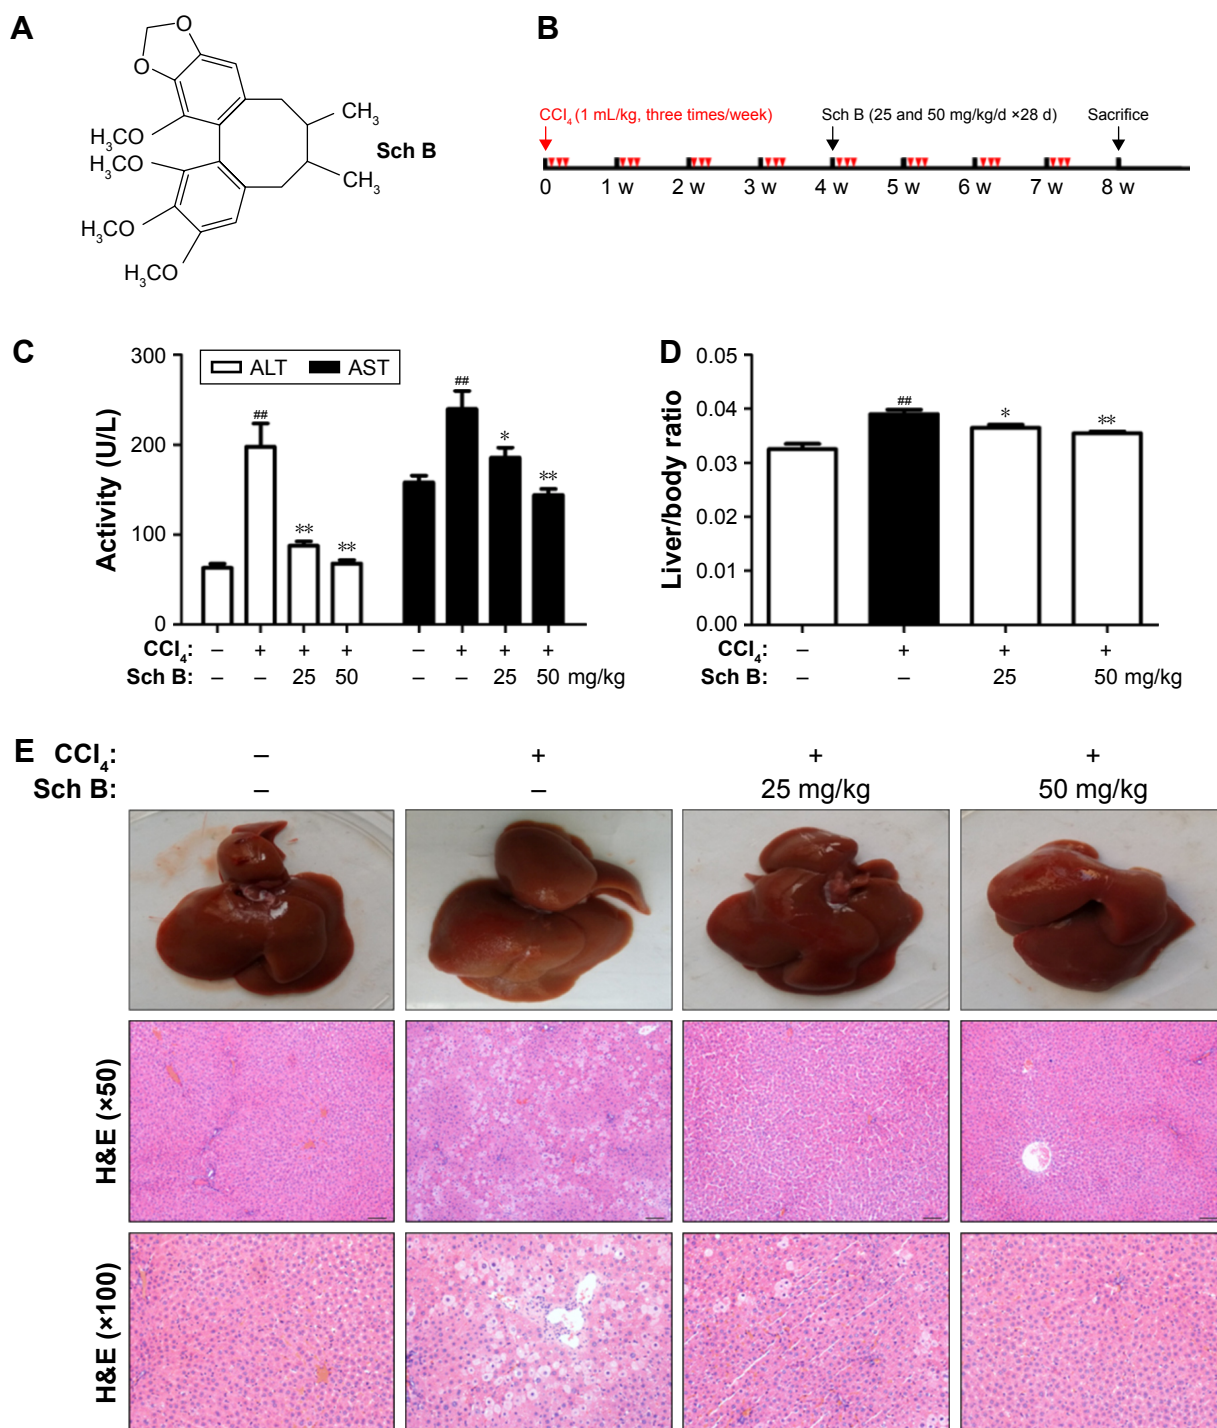 A
O
O
H₃CO
H₃CO
H₃CO
H₃CO
CH₃
CH₃
Sch B
B
CCl₄ (1 mL/kg, three times/week)
Sch B (25 and 50 mg/kg/d ×28 d)
Sacrifice
0 1 w 2 w 3 w 4 w 5 w 6 w 7 w 8 w
C
ALT AST
Activity (U/L)
300
200
100
0
## ** ** ## * **
CCl₄: – + + + – + + +
Sch B: – – 25 50 – – 25 50 mg/kg
D
Liver/body ratio
0.05
0.04
0.03
0.02
0.01
0.00
## * **
CCl₄: – + + +
Sch B: – – 25 50 mg/kg
E
CCl₄: – + + +
Sch B: – – 25 mg/kg 50 mg/kg
H&E (×50)
H&E (×100)